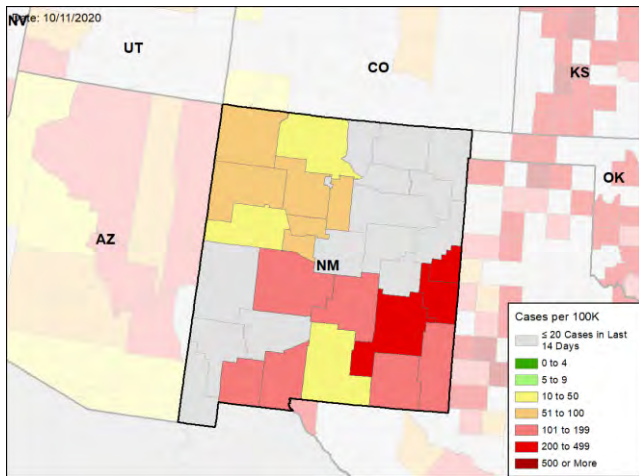 Date: 10/11/2020
NV
UT
CO
KS
OK
AZ
NM
Cases per 100K
≤ 20 Cases in Last
14 Days
0 to 4
5 to 9
10 to 50
51 to 100
101 to 199
200 to 499
500 or More